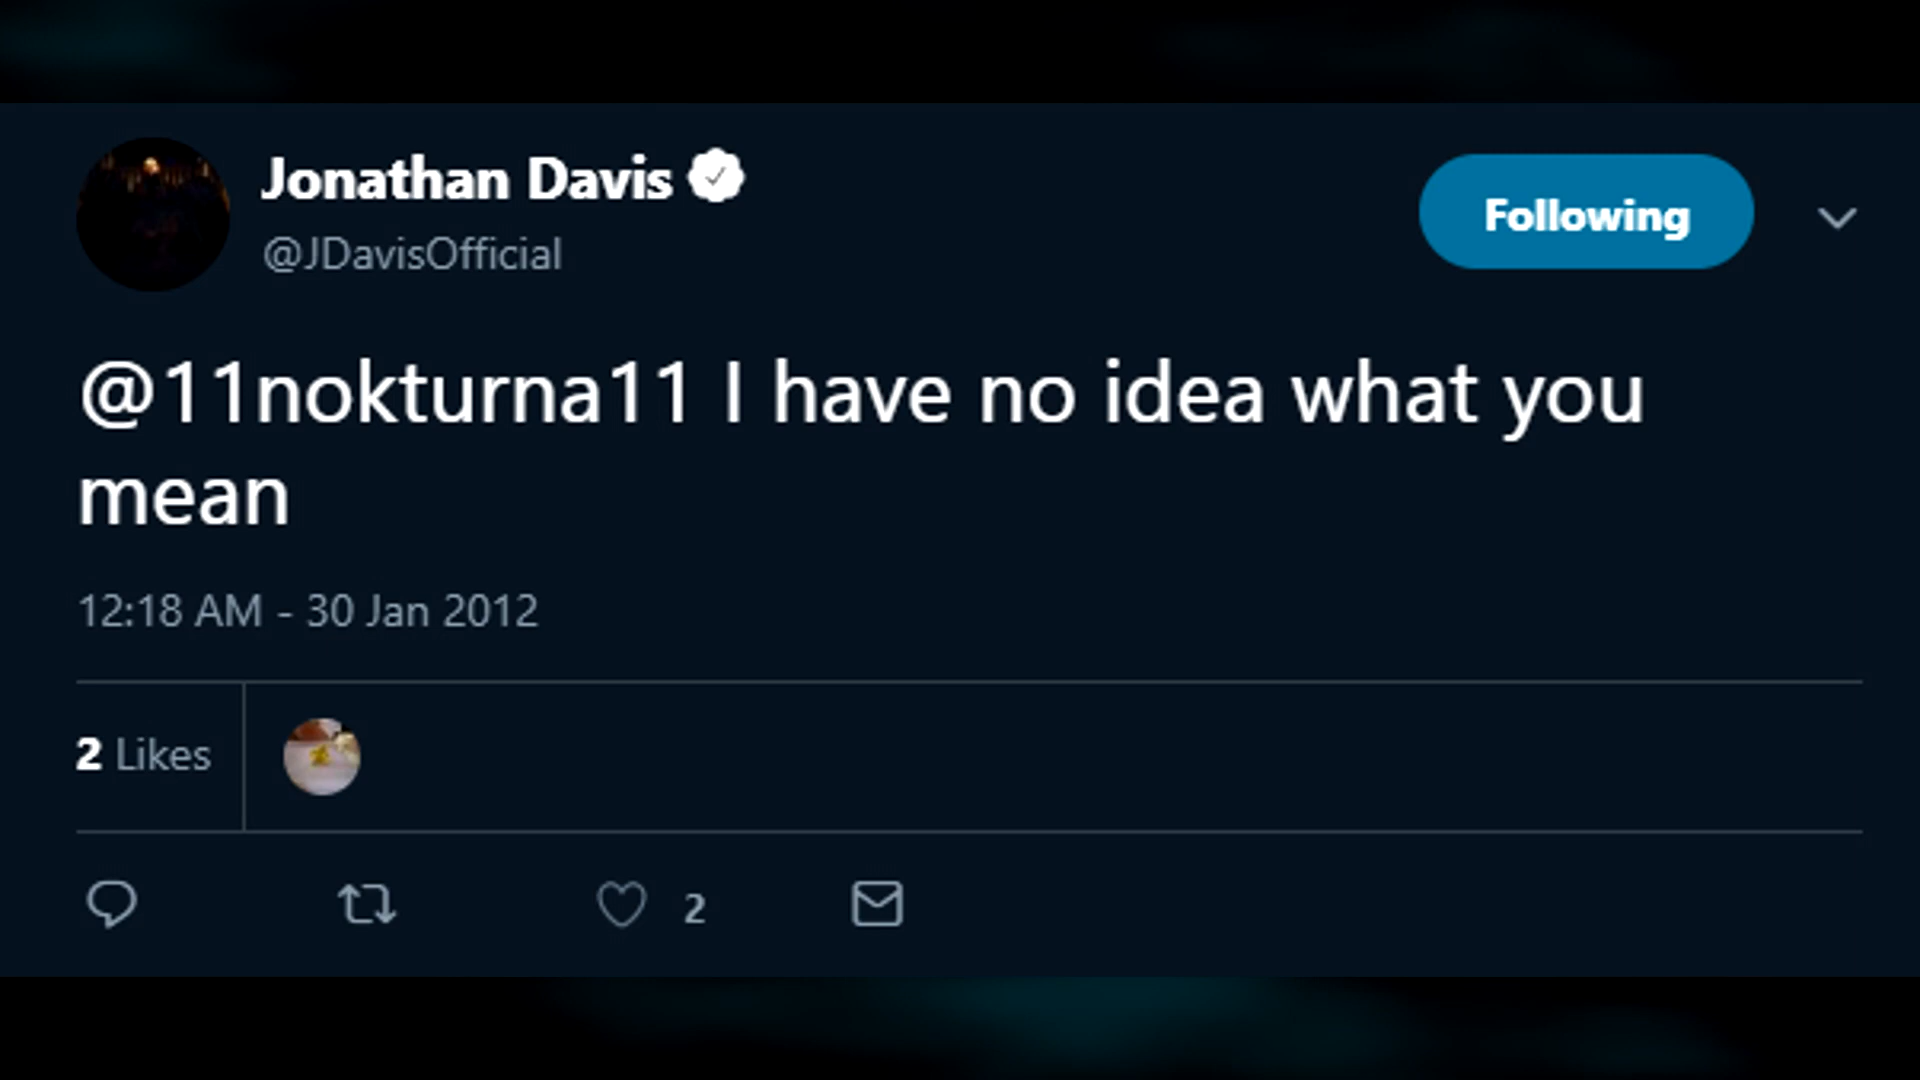 Jonathan Davis
@JDavisOfficial
Following
@11nokturna11 I have no idea what you
mean
12:18 AM - 30 Jan 2012
2 Likes
2